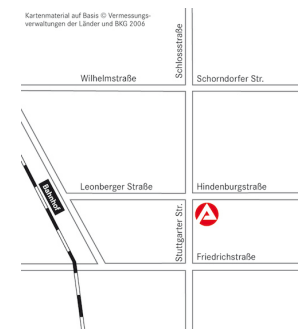 Kartenmaterial auf Basis © Vermessungs-
verwaltungen der Länder und BKG 2006
Schlossstraße
Wilhelmstraße
Schorndorfer Str.
Bahnhof
Leonberger Straße
Hindenburgstraße
Stuttgarter Str.
Friedrichstraße